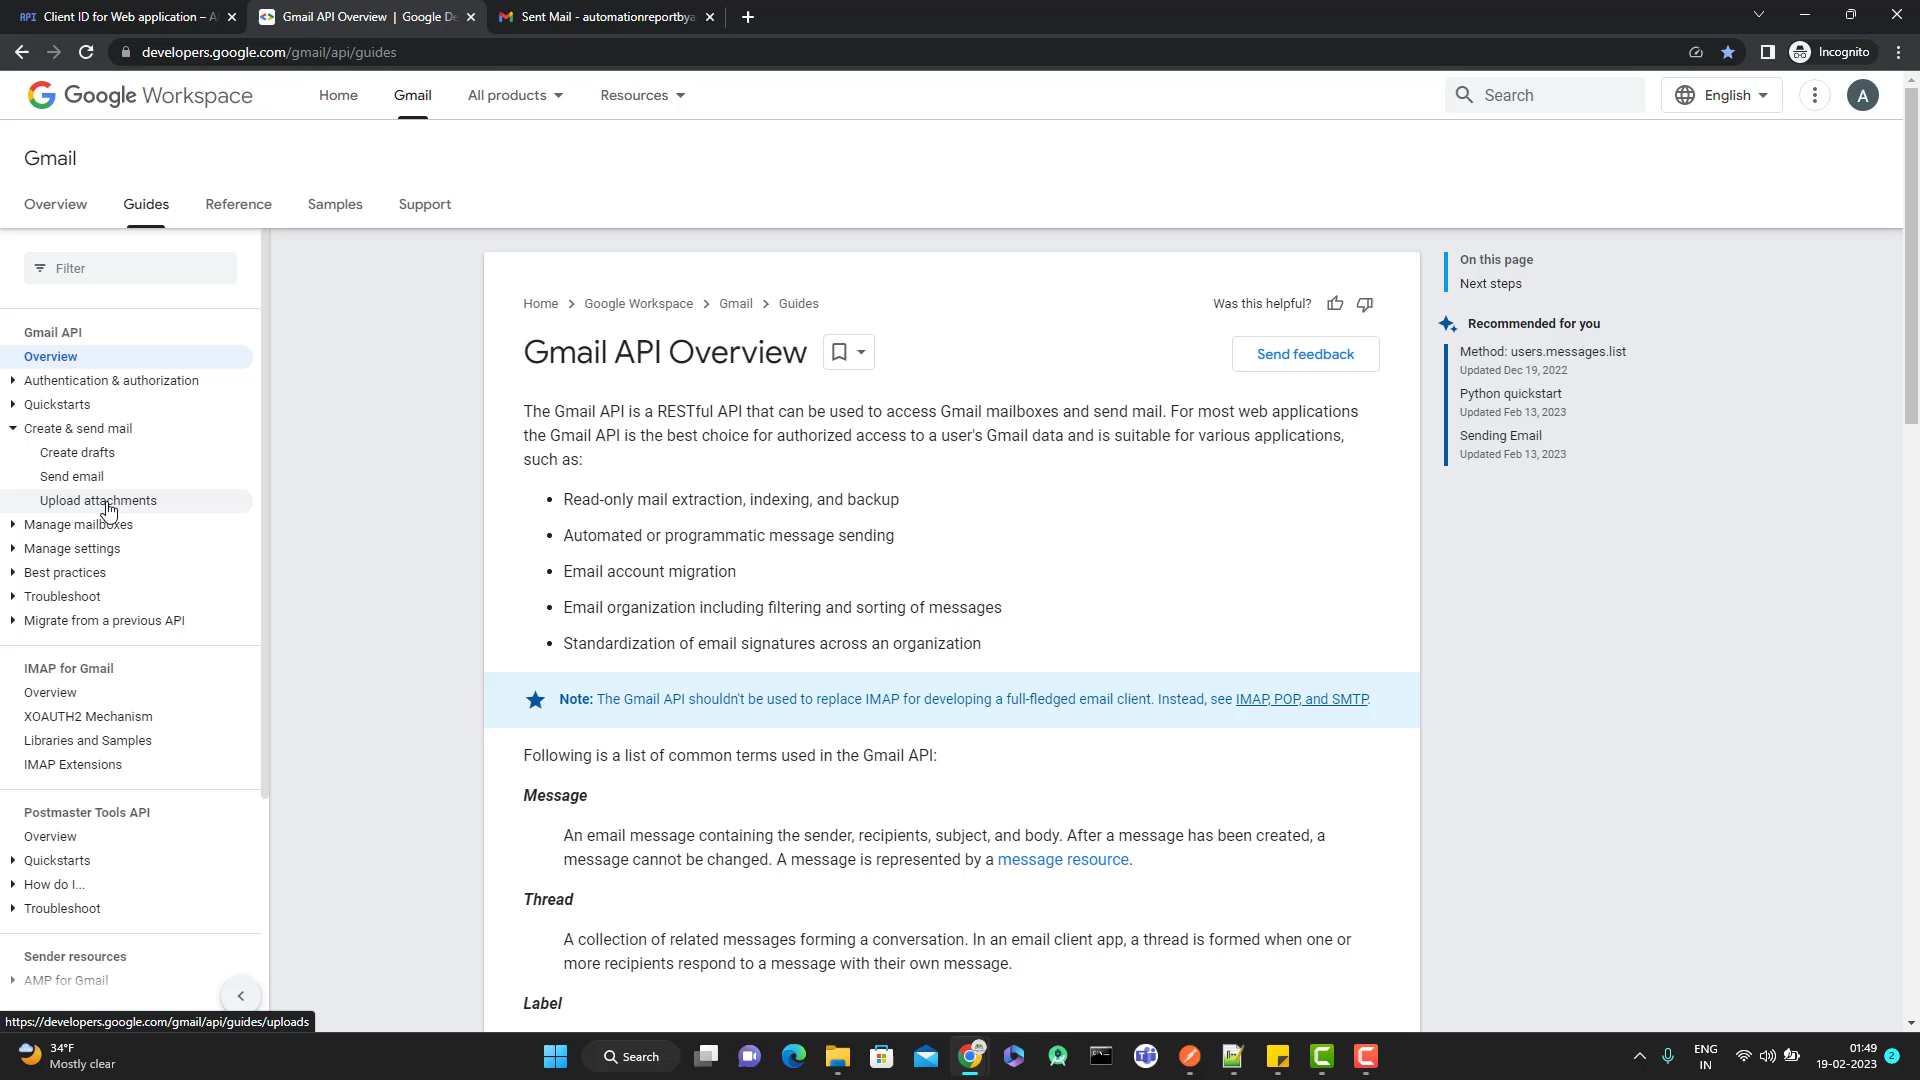 API Client ID for Web application – A
Gmail API Overview | Google De
Sent Mail - automationreportbya
developers.google.com/gmail/api/guides
Incognito
Google Workspace
Home
Gmail
All products
Resources
Search
English
A
Gmail
Overview
Guides
Reference
Samples
Support
Filter
Gmail API
Overview
Authentication & authorization
Quickstarts
Create & send mail
Create drafts
Send email
Upload attachments
Manage mailboxes
Manage settings
Best practices
Troubleshoot
Migrate from a previous API
IMAP for Gmail
Overview
XOAUTH2 Mechanism
Libraries and Samples
IMAP Extensions
Postmaster Tools API
Overview
Quickstarts
How do I...
Troubleshoot
Sender resources
AMP for Gmail
https://developers.google.com/gmail/api/guides/uploads
Home > Google Workspace > Gmail > Guides
Was this helpful?
Gmail API Overview
Send feedback
The Gmail API is a RESTful API that can be used to access Gmail mailboxes and send mail. For most web applications
the Gmail API is the best choice for authorized access to a user's Gmail data and is suitable for various applications,
such as:
• Read-only mail extraction, indexing, and backup
• Automated or programmatic message sending
• Email account migration
• Email organization including filtering and sorting of messages
• Standardization of email signatures across an organization
Note: The Gmail API shouldn't be used to replace IMAP for developing a full-fledged email client. Instead, see IMAP, POP, and SMTP.
Following is a list of common terms used in the Gmail API:
Message
An email message containing the sender, recipients, subject, and body. After a message has been created, a
message cannot be changed. A message is represented by a message resource.
Thread
A collection of related messages forming a conversation. In an email client app, a thread is formed when one or
more recipients respond to a message with their own message.
Label
On this page
Next steps
Recommended for you
Method: users.messages.list
Updated Dec 19, 2022
Python quickstart
Updated Feb 13, 2023
Sending Email
Updated Feb 13, 2023
34°F
Mostly clear
Search
ENG
IN
01:49
19-02-2023
2